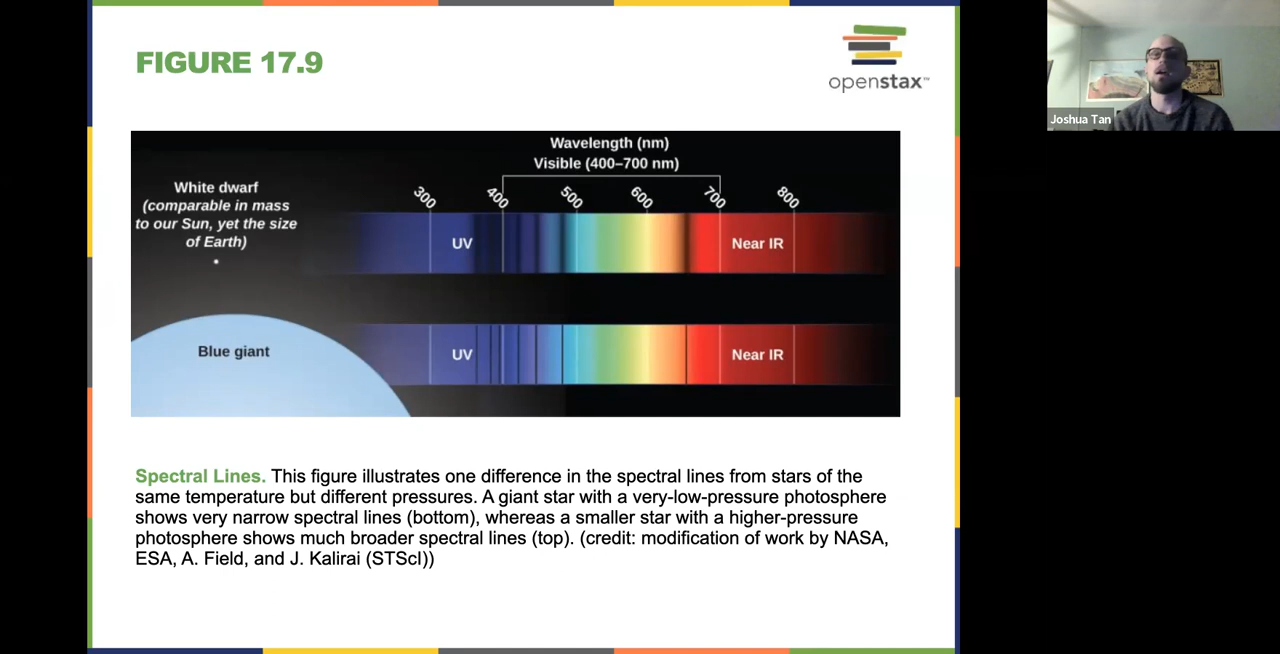 FIGURE 17.9
openstax™
Joshua Tan
Wavelength (nm)
Visible (400–700 nm)
300
400
500
600
700
800
White dwarf
(comparable in mass
to our Sun, yet the size
of Earth)
UV
Near IR
Blue giant
UV
Near IR
Spectral Lines. This figure illustrates one difference in the spectral lines from stars of the
same temperature but different pressures. A giant star with a very-low-pressure photosphere
shows very narrow spectral lines (bottom), whereas a smaller star with a higher-pressure
photosphere shows much broader spectral lines (top). (credit: modification of work by NASA,
ESA, A. Field, and J. Kalirai (STScI))